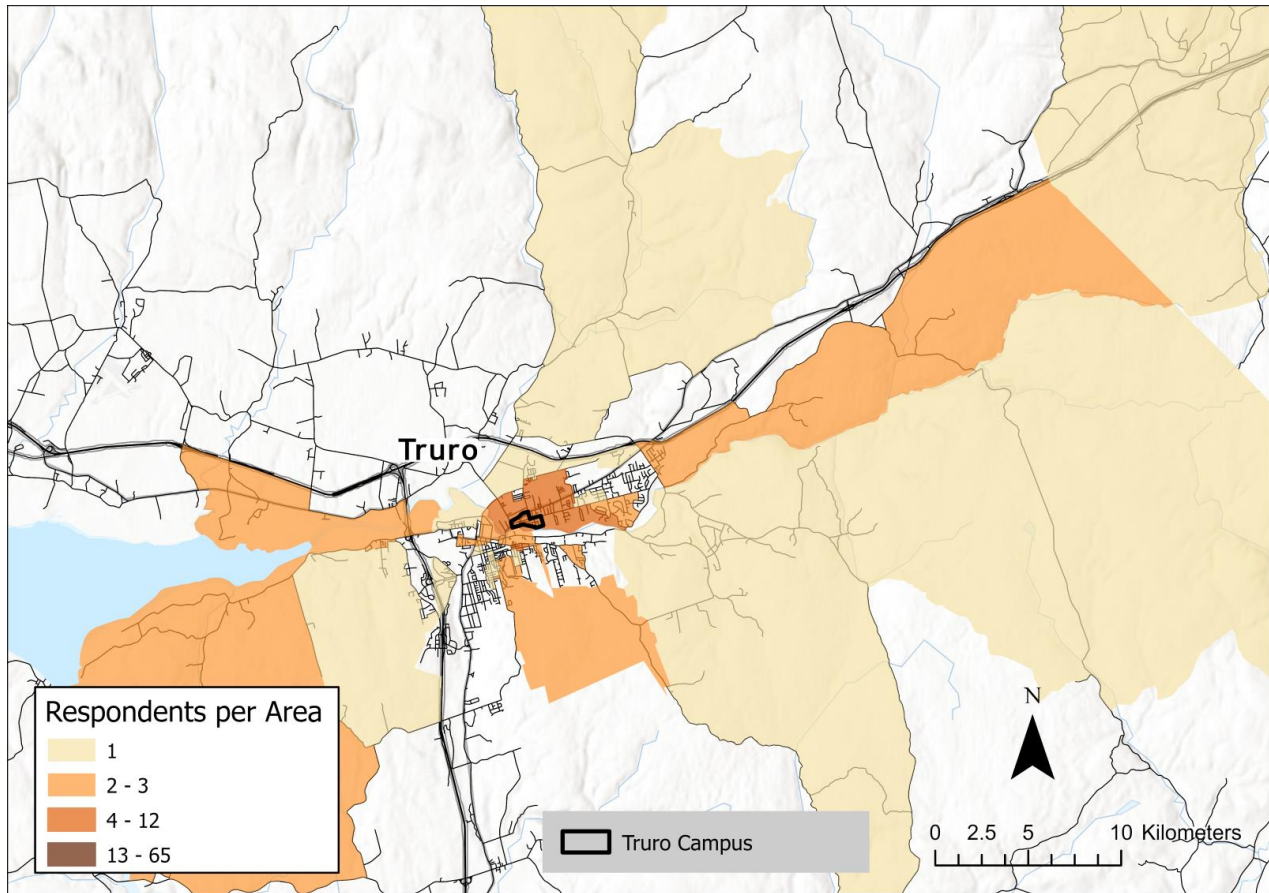 Truro
Respondents per Area
1
2 - 3
4 - 12
13 - 65
Truro Campus
N
0 2.5 5 10 Kilometers